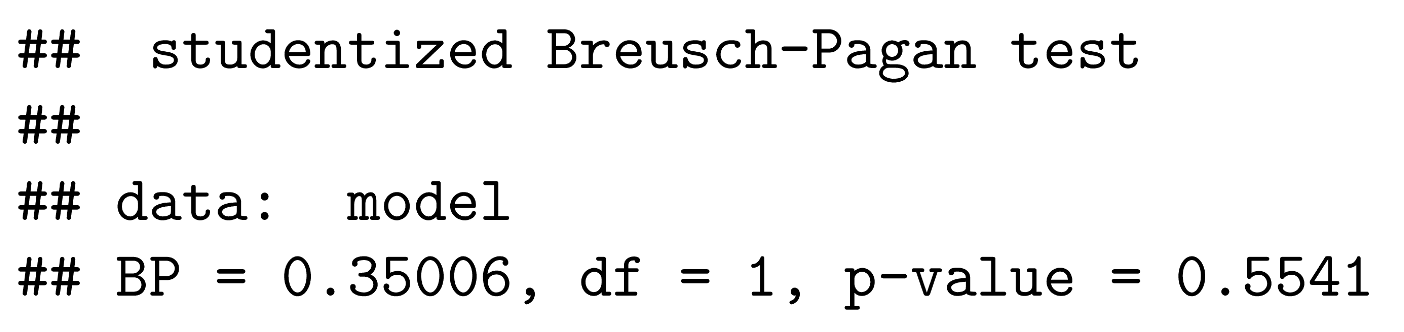 ##  studentized Breusch-Pagan test
##
## data:  model
## BP = 0.35006, df = 1, p-value = 0.5541